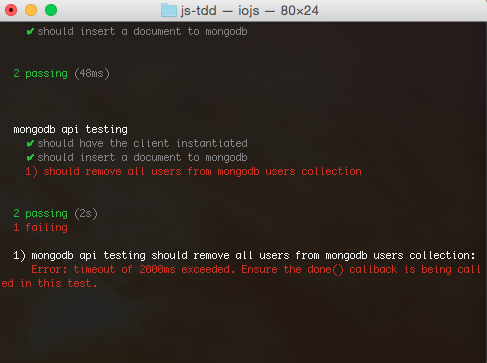 js-tdd — iojs — 80×24
✔ should insert a document to mongodb
2 passing (48ms)
mongodb api testing
✔ should have the client instantiated
✔ should insert a document to mongodb
1) should remove all users from mongodb users collection
2 passing (2s)
1 failing
1) mongodb api testing should remove all users from mongodb users collection:
Error: timeout of 2000ms exceeded. Ensure the done() callback is being call
ed in this test.